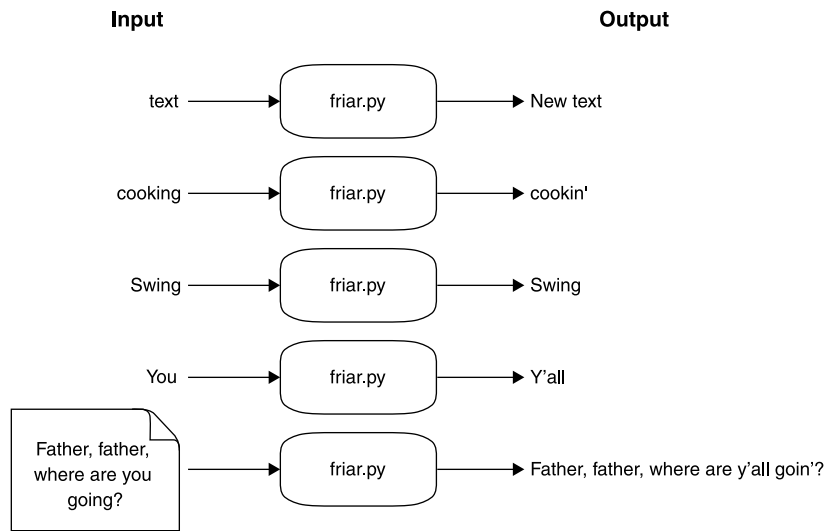 Input Output
text friar.py New text
cooking friar.py cookin'
Swing friar.py Swing
You friar.py Y’all
Father, father,
where are you
going?
friar.py Father, father, where are y’all goin’?